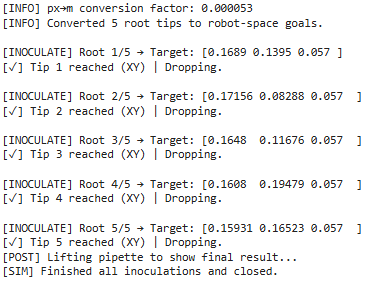 [INFO] px→m conversion factor: 0.000053
[INFO] Converted 5 root tips to robot-space goals.
[INOCULATE] Root 1/5 → Target: [0.1689 0.1395 0.057 ]
[✓] Tip 1 reached (XY) | Dropping.
[INOCULATE] Root 2/5 → Target: [0.17156 0.08288 0.057  ]
[✓] Tip 2 reached (XY) | Dropping.
[INOCULATE] Root 3/5 → Target: [0.1648  0.11676 0.057  ]
[✓] Tip 3 reached (XY) | Dropping.
[INOCULATE] Root 4/5 → Target: [0.1608  0.19479 0.057  ]
[✓] Tip 4 reached (XY) | Dropping.
[INOCULATE] Root 5/5 → Target: [0.15931 0.16523 0.057  ]
[✓] Tip 5 reached (XY) | Dropping.
[POST] Lifting pipette to show final result...
[SIM] Finished all inoculations and closed.